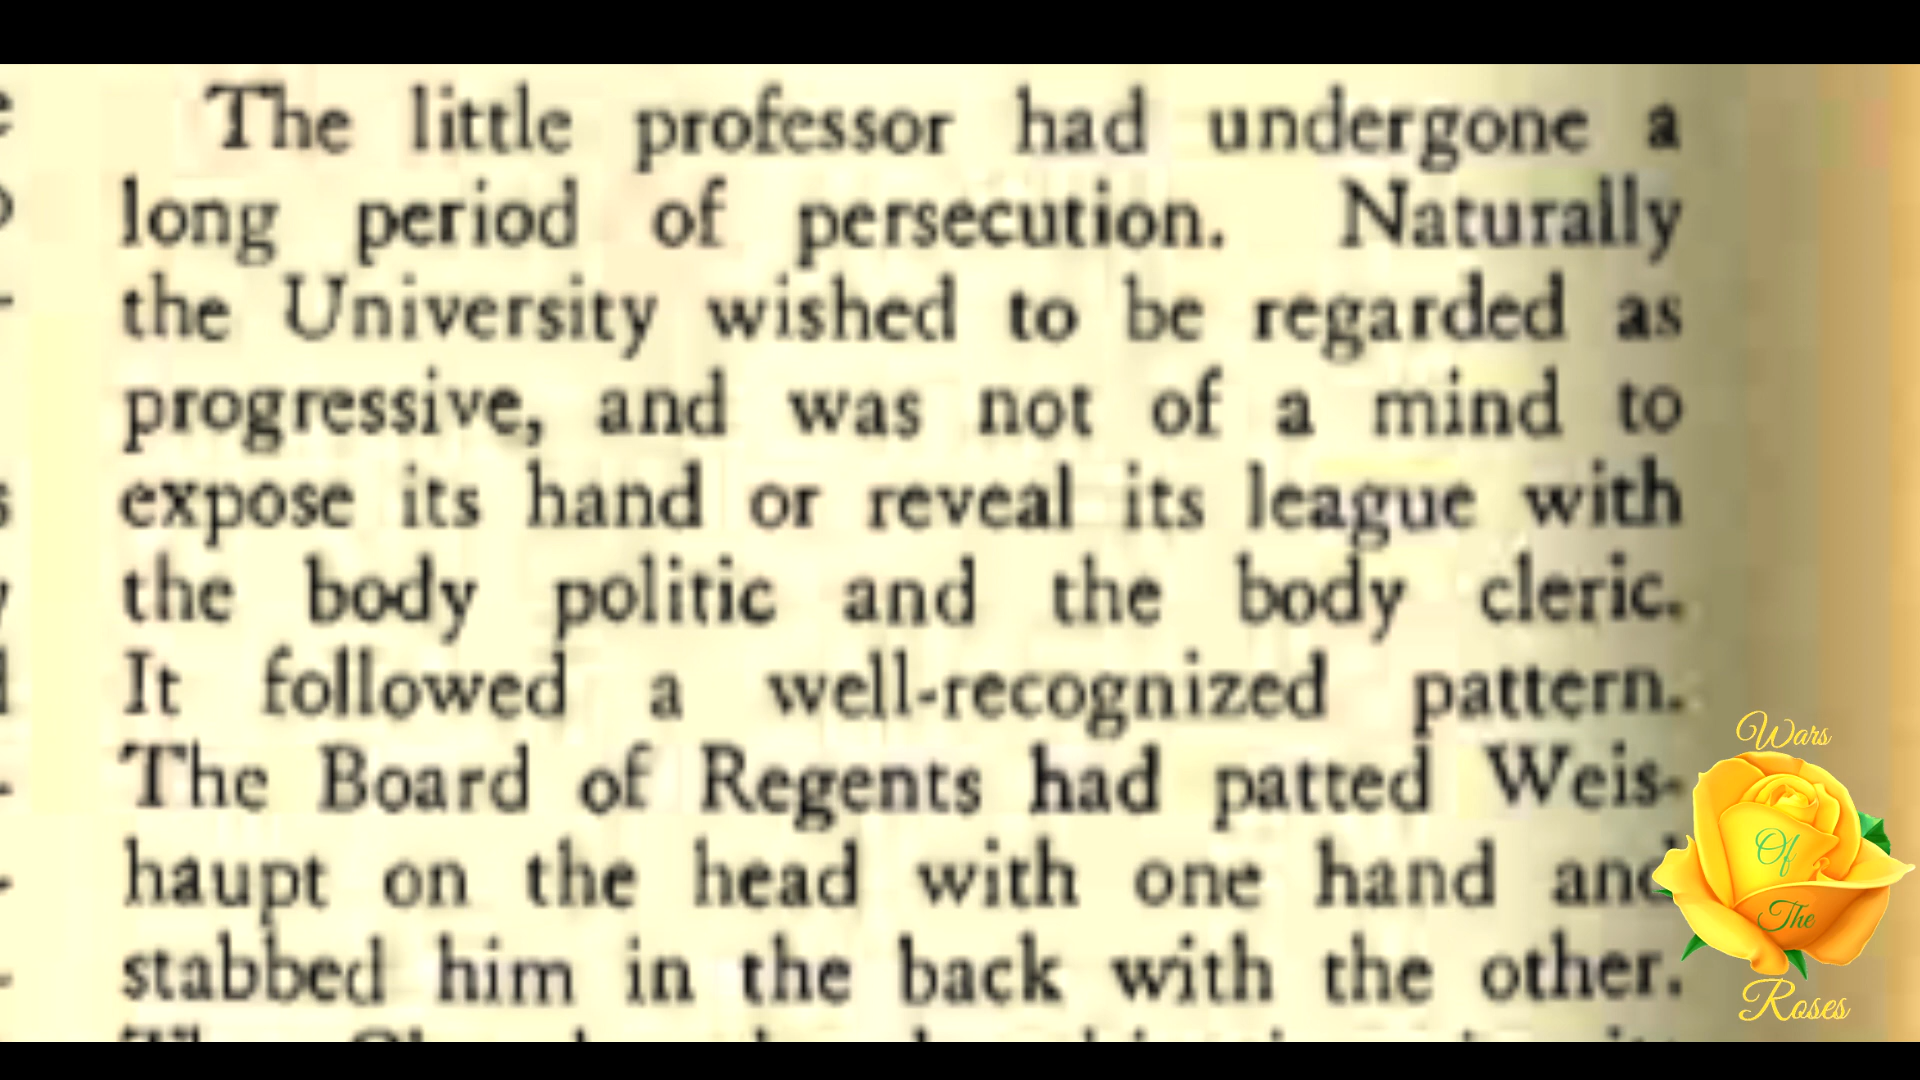 The little professor had undergone a
long period of persecution. Naturally
the University wished to be regarded as
progressive, and was not of a mind to
expose its hand or reveal its league with
the body politic and the body cleric.
It followed a well-recognized pattern.
The Board of Regents had patted Weis-
haupt on the head with one hand and
stabbed him in the back with the other.
Wars
Of
The
Roses